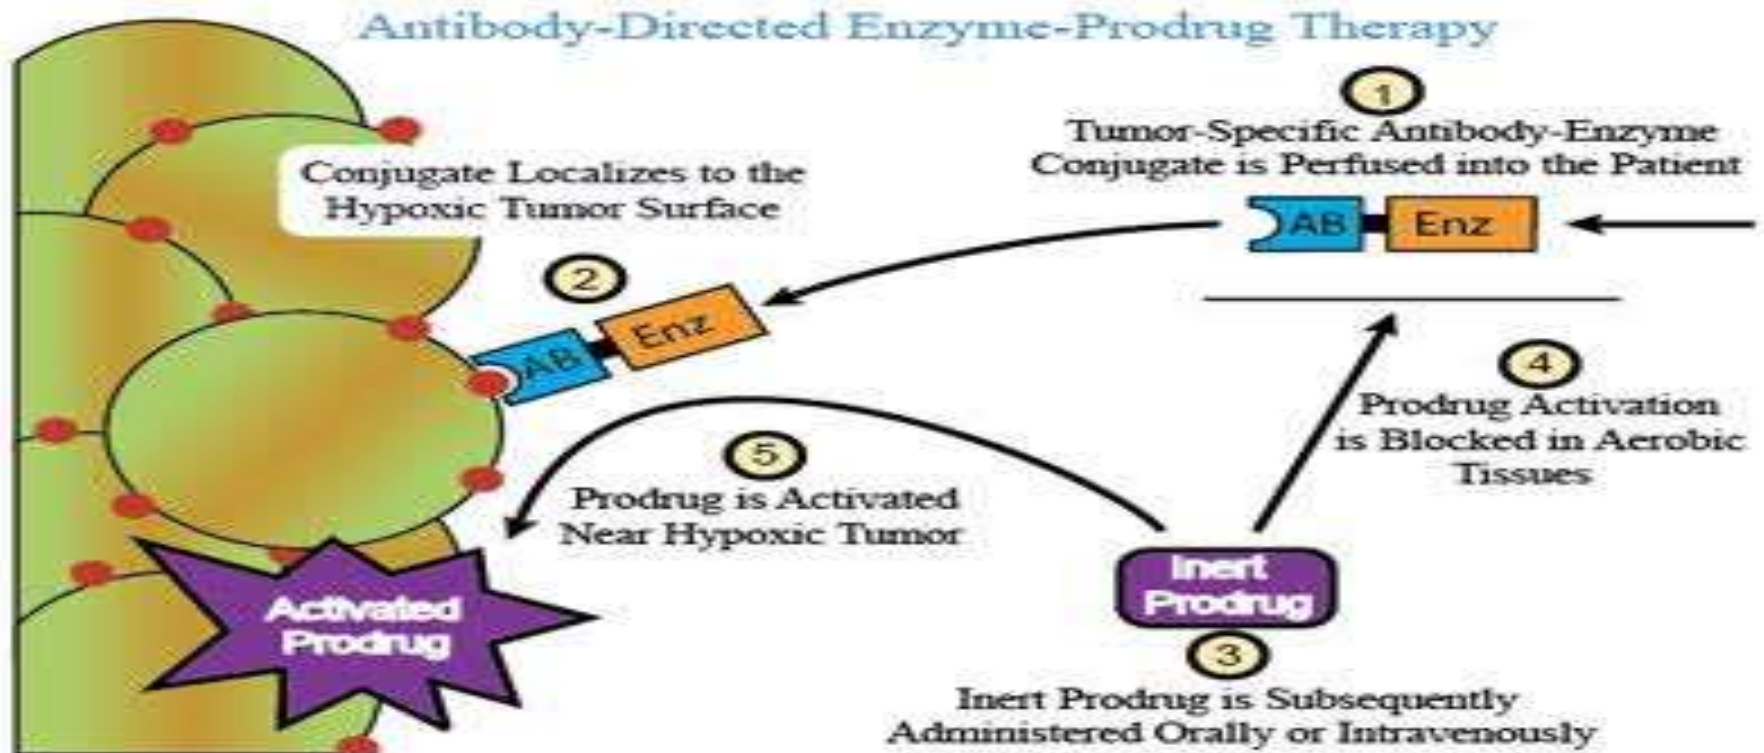 Antibody-Directed Enzyme-Prodrug Therapy
1
Tumor-Specific Antibody-Enzyme
Conjugate is Perfused into the Patient
AB Enz
Conjugate Localizes to the
Hypoxic Tumor Surface
2
AB Enz
4
Prodrug Activation
is Blocked in Aerobic
Tissues
5
Prodrug is Activated
Near Hypoxic Tumor
Inert
Prodrug
3
Inert Prodrug is Subsequently
Administered Orally or Intravenously
Activated
Prodrug